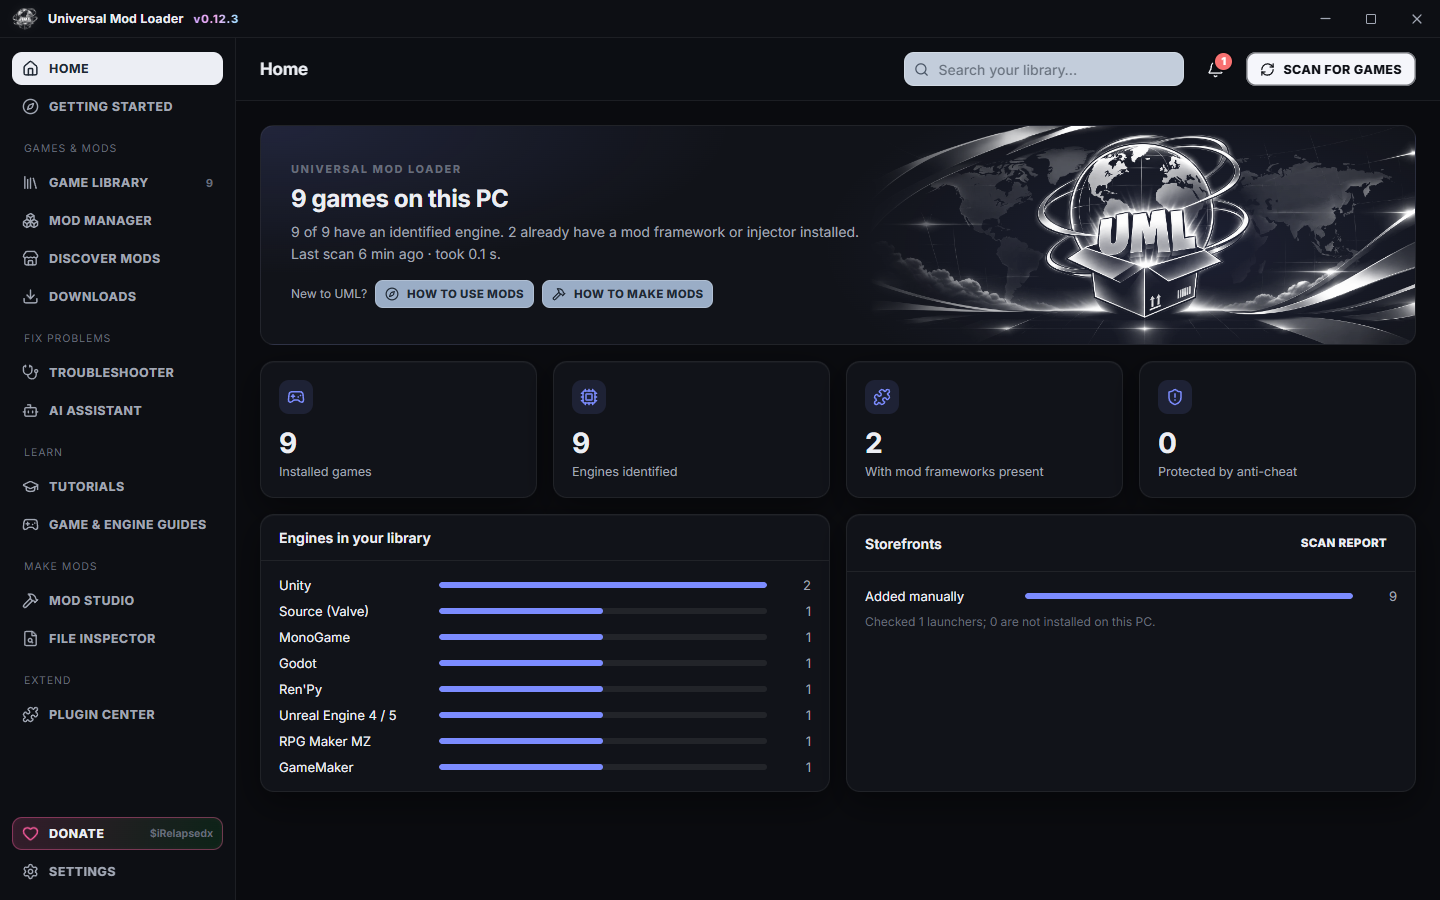 Universal Mod Loader v0.12.3
HOME
GETTING STARTED
GAMES & MODS
GAME LIBRARY 9
MOD MANAGER
DISCOVER MODS
DOWNLOADS
FIX PROBLEMS
TROUBLESHOOTER
AI ASSISTANT
LEARN
TUTORIALS
GAME & ENGINE GUIDES
MAKE MODS
MOD STUDIO
FILE INSPECTOR
EXTEND
PLUGIN CENTER
DONATE $iRelapsedx
SETTINGS
Home
Search your library...
1
SCAN FOR GAMES
UNIVERSAL MOD LOADER
9 games on this PC
9 of 9 have an identified engine. 2 already have a mod framework or injector installed.
Last scan 6 min ago · took 0.1 s.
New to UML? HOW TO USE MODS HOW TO MAKE MODS
UML
9
Installed games
9
Engines identified
2
With mod frameworks present
0
Protected by anti-cheat
Engines in your library
Unity 2
Source (Valve) 1
MonoGame 1
Godot 1
Ren'Py 1
Unreal Engine 4 / 5 1
RPG Maker MZ 1
GameMaker 1
Storefronts SCAN REPORT
Added manually 9
Checked 1 launchers; 0 are not installed on this PC.